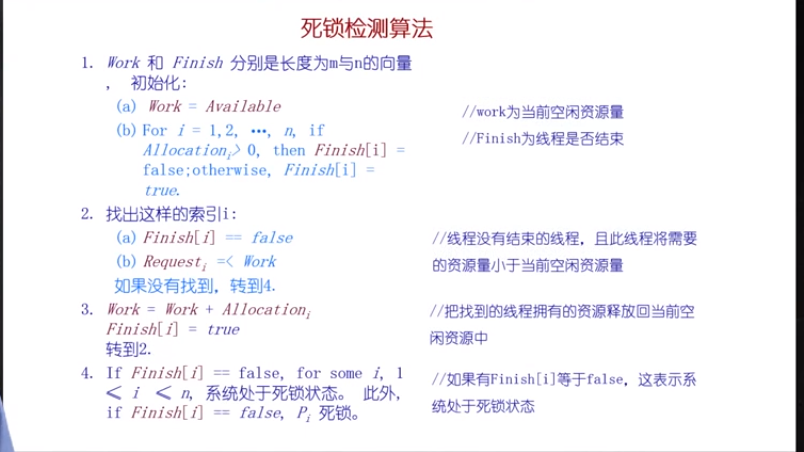 死锁检测算法
1. Work 和 Finish 分别是长度为m与n的向量
， 初始化:
(a) Work = Available
(b) For i = 1,2, •••, n, if
Allocationi> 0, then Finish[i] =
false;otherwise, Finish[i] =
true.
//work为当前空闲资源量
//Finish为线程是否结束
2. 找出这样的索引i:
(a) Finish[i] == false
(b) Requesti =< Work
如果没有找到, 转到4.
//线程没有结束的线程, 且此线程将需要
的资源量小于当前空闲资源量
3. Work = Work + Allocationi
Finish[i] = true
转到2.
//把找到的线程拥有的资源释放回当前空
闲资源中
4. If Finish[i] == false, for some i, 1
≤ i ≤ n, 系统处于死锁状态。 此外,
if Finish[i] == false, Pi 死锁。
//如果有Finish[i]等于false, 这表示系
统处于死锁状态